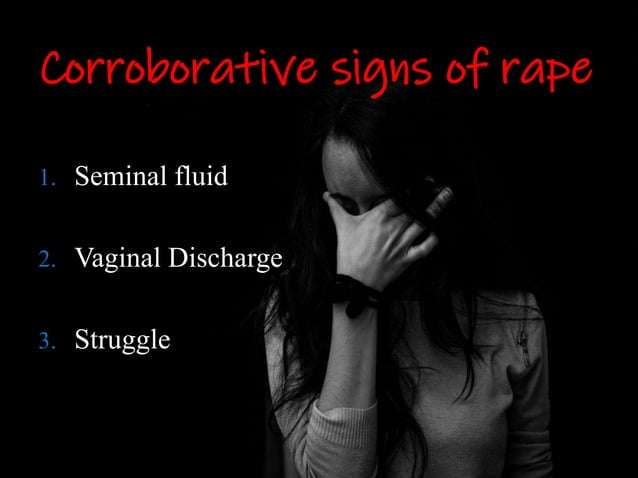 Corroborative signs of rape
1. Seminal fluid
2. Vaginal Discharge
3. Struggle